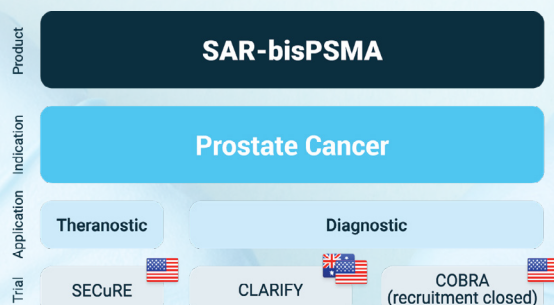 Product
SAR-bisPSMA
Indication
Prostate Cancer
Application
Theranostic
Diagnostic
Trial
SECuRE
CLARIFY
COBRA
(recruitment closed)